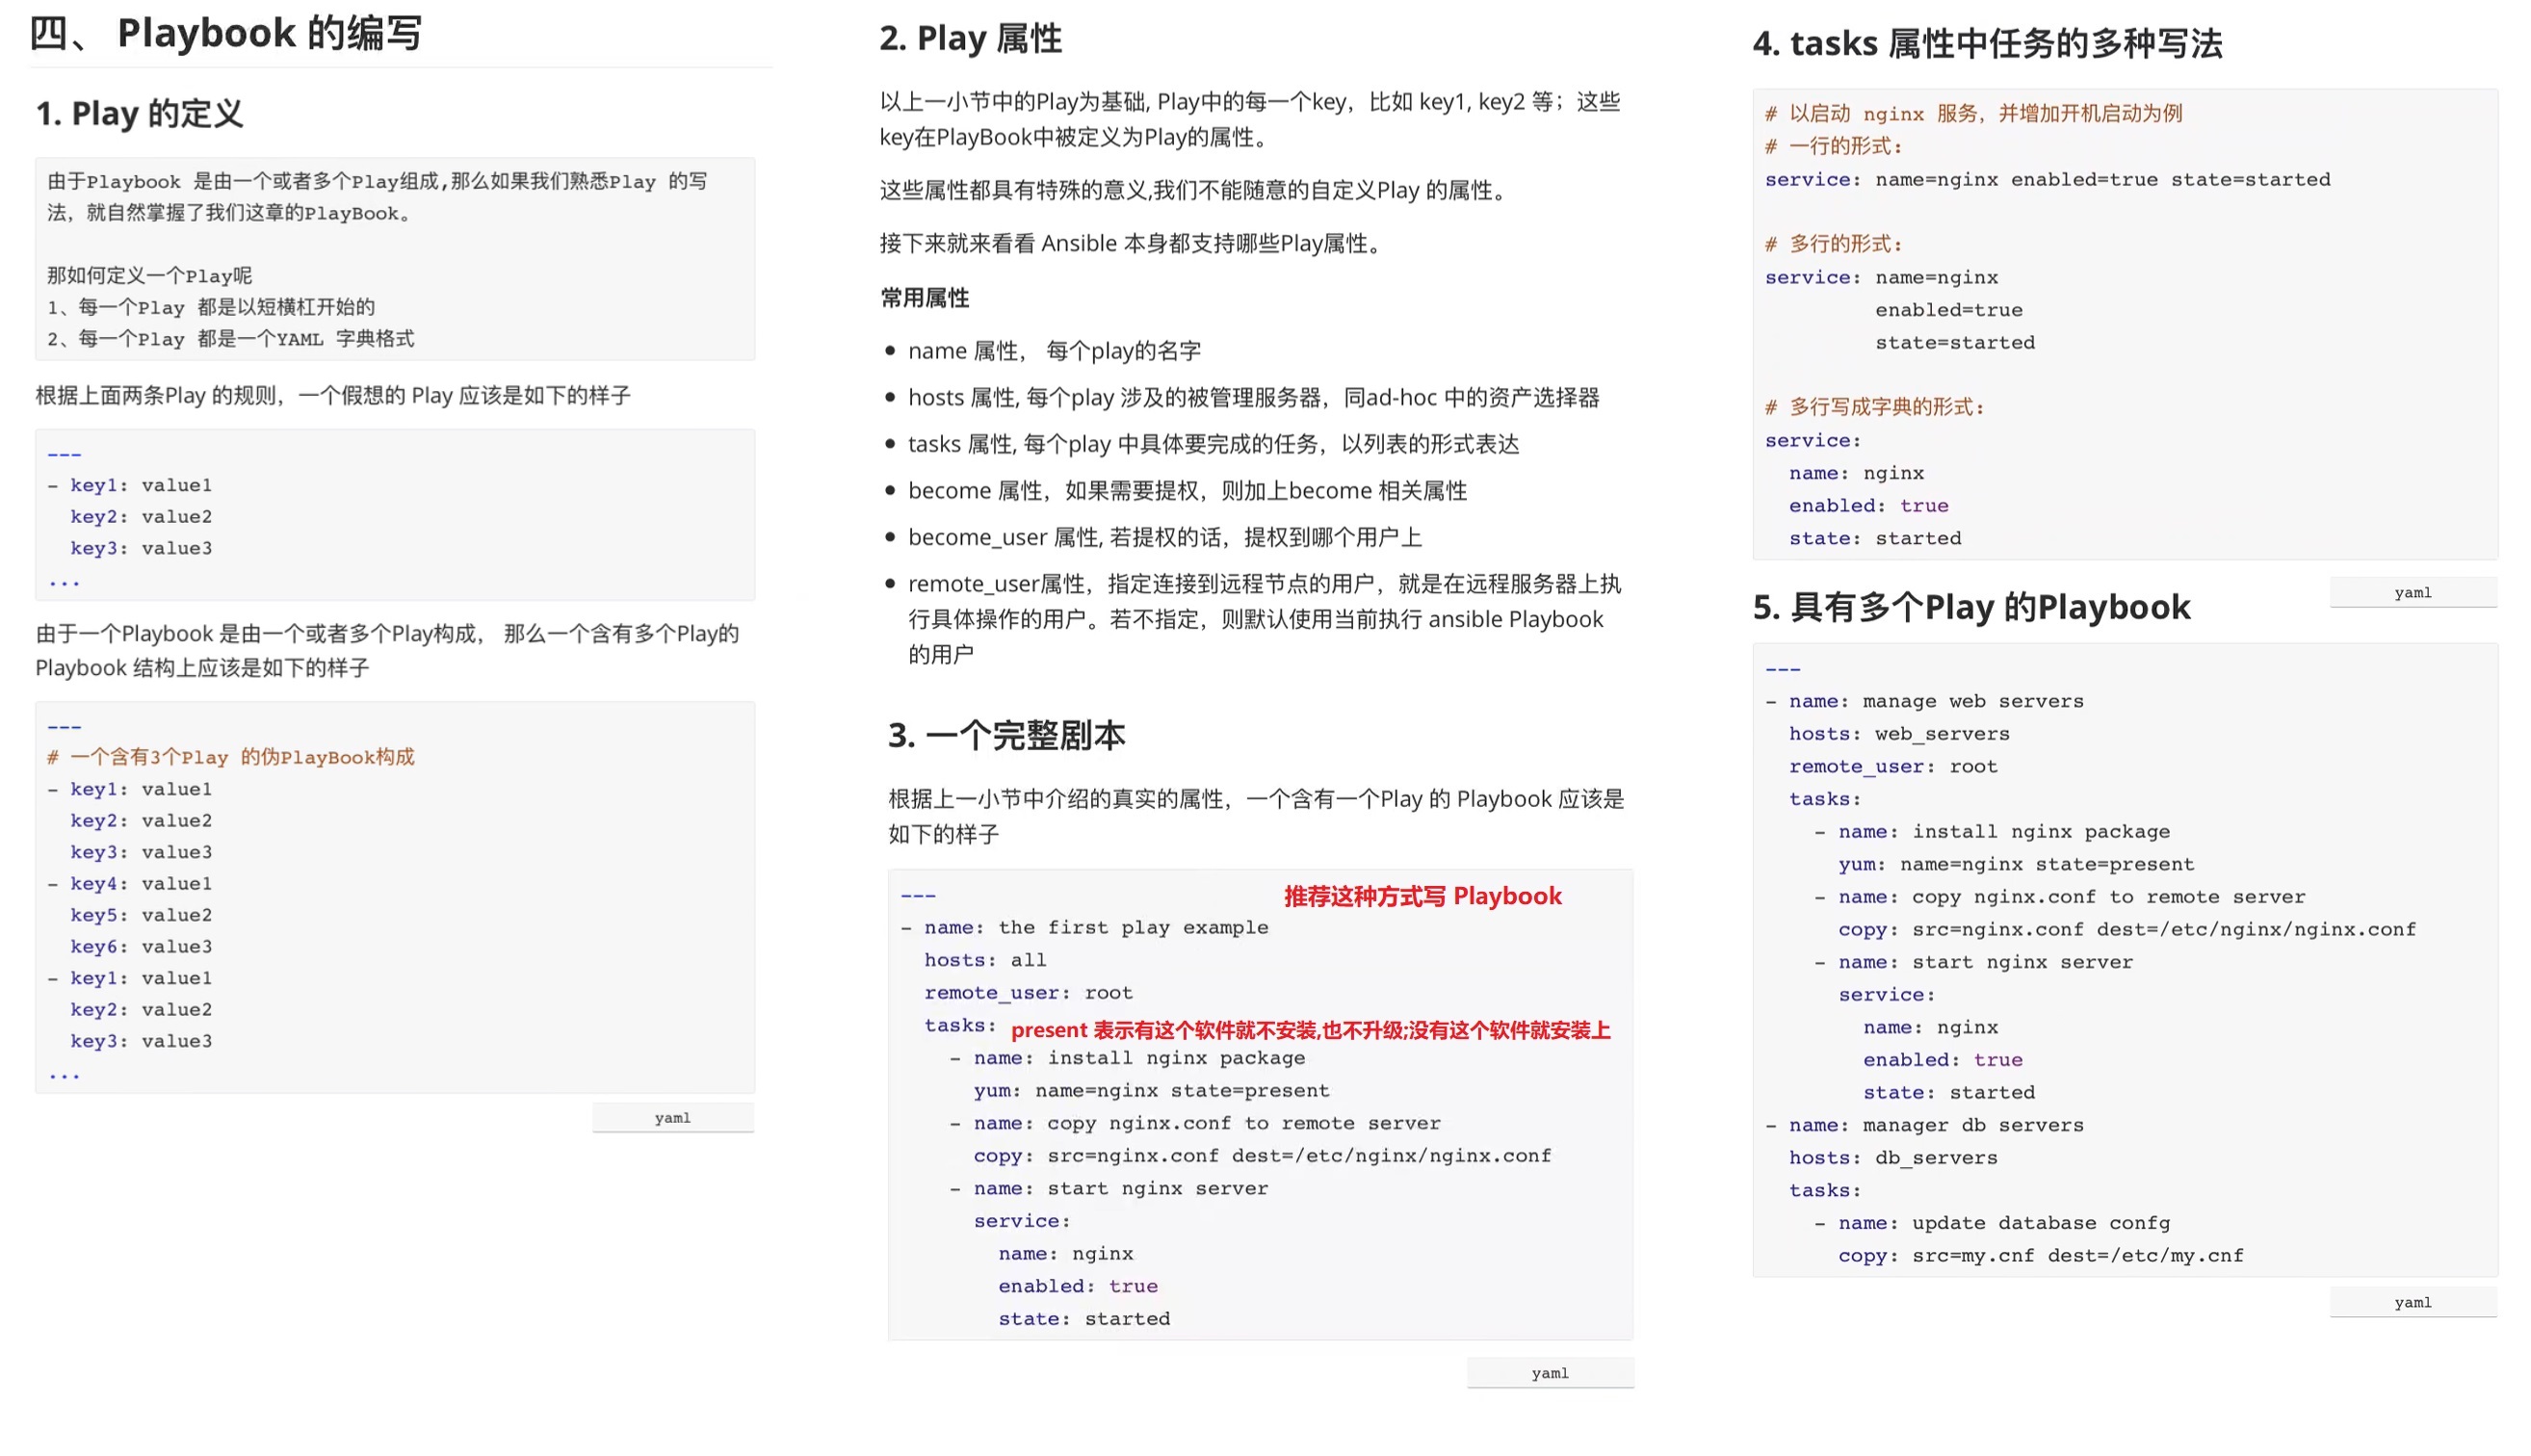 四、 Playbook 的编写
1. Play 的定义
由于Playbook 是由一个或者多个Play组成,那么如果我们熟悉Play 的写
法，就自然掌握了我们这章的PlayBook。
那如何定义一个Play呢
1、每一个Play 都是以短横杠开始的
2、每一个Play 都是一个YAML 字典格式
根据上面两条Play 的规则，一个假想的 Play 应该是如下的样子
---
- key1: value1
  key2: value2
  key3: value3
...
由于一个Playbook 是由一个或者多个Play构成， 那么一个含有多个Play的
Playbook 结构上应该是如下的样子
---
# 一个含有3个Play 的伪PlayBook构成
- key1: value1
  key2: value2
  key3: value3
- key4: value1
  key5: value2
  key6: value3
- key1: value1
  key2: value2
  key3: value3
...
yaml
2. Play 属性
以上一小节中的Play为基础, Play中的每一个key，比如 key1, key2 等；这些
key在PlayBook中被定义为Play的属性。
这些属性都具有特殊的意义,我们不能随意的自定义Play 的属性。
接下来就来看看 Ansible 本身都支持哪些Play属性。
常用属性
• name 属性， 每个play的名字
• hosts 属性, 每个play 涉及的被管理服务器，同ad-hoc 中的资产选择器
• tasks 属性, 每个play 中具体要完成的任务，以列表的形式表达
• become 属性，如果需要提权，则加上become 相关属性
• become_user 属性, 若提权的话，提权到哪个用户上
• remote_user属性，指定连接到远程节点的用户，就是在远程服务器上执
行具体操作的用户。若不指定，则默认使用当前执行 ansible Playbook
的用户
3. 一个完整剧本
根据上一小节中介绍的真实的属性，一个含有一个Play 的 Playbook 应该是
如下的样子
---
推荐这种方式写 Playbook
- name: the first play example
  hosts: all
  remote_user: root
  tasks: present 表示有这个软件就不安装,也不升级;没有这个软件就安装上
    - name: install nginx package
      yum: name=nginx state=present
    - name: copy nginx.conf to remote server
      copy: src=nginx.conf dest=/etc/nginx/nginx.conf
    - name: start nginx server
      service:
        name: nginx
        enabled: true
        state: started
yaml
4. tasks 属性中任务的多种写法
# 以启动 nginx 服务，并增加开机启动为例
# 一行的形式：
service: name=nginx enabled=true state=started
# 多行的形式：
service: name=nginx
         enabled=true
         state=started
# 多行写成字典的形式：
service:
  name: nginx
  enabled: true
  state: started
yaml
5. 具有多个Play 的Playbook
---
- name: manage web servers
  hosts: web_servers
  remote_user: root
  tasks:
    - name: install nginx package
      yum: name=nginx state=present
    - name: copy nginx.conf to remote server
      copy: src=nginx.conf dest=/etc/nginx/nginx.conf
    - name: start nginx server
      service:
        name: nginx
        enabled: true
        state: started
- name: manager db servers
  hosts: db_servers
  tasks:
    - name: update database confg
      copy: src=my.cnf dest=/etc/my.cnf
yaml